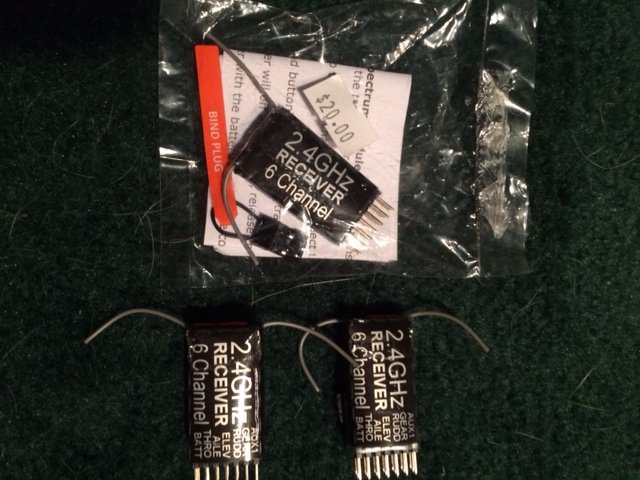 BIND PLUG
$20.00
2.4GHz
RECEIVER
6 Channel
2.4GHz
RECEIVER
6 Channel
AUX1
GEAR
RUDD
ELEV
AILE
THRO
BATT
2.4GHz
RECEIVER
6 Channel
AUX1
GEAR
RUDD
ELEV
AILE
THRO
BATT